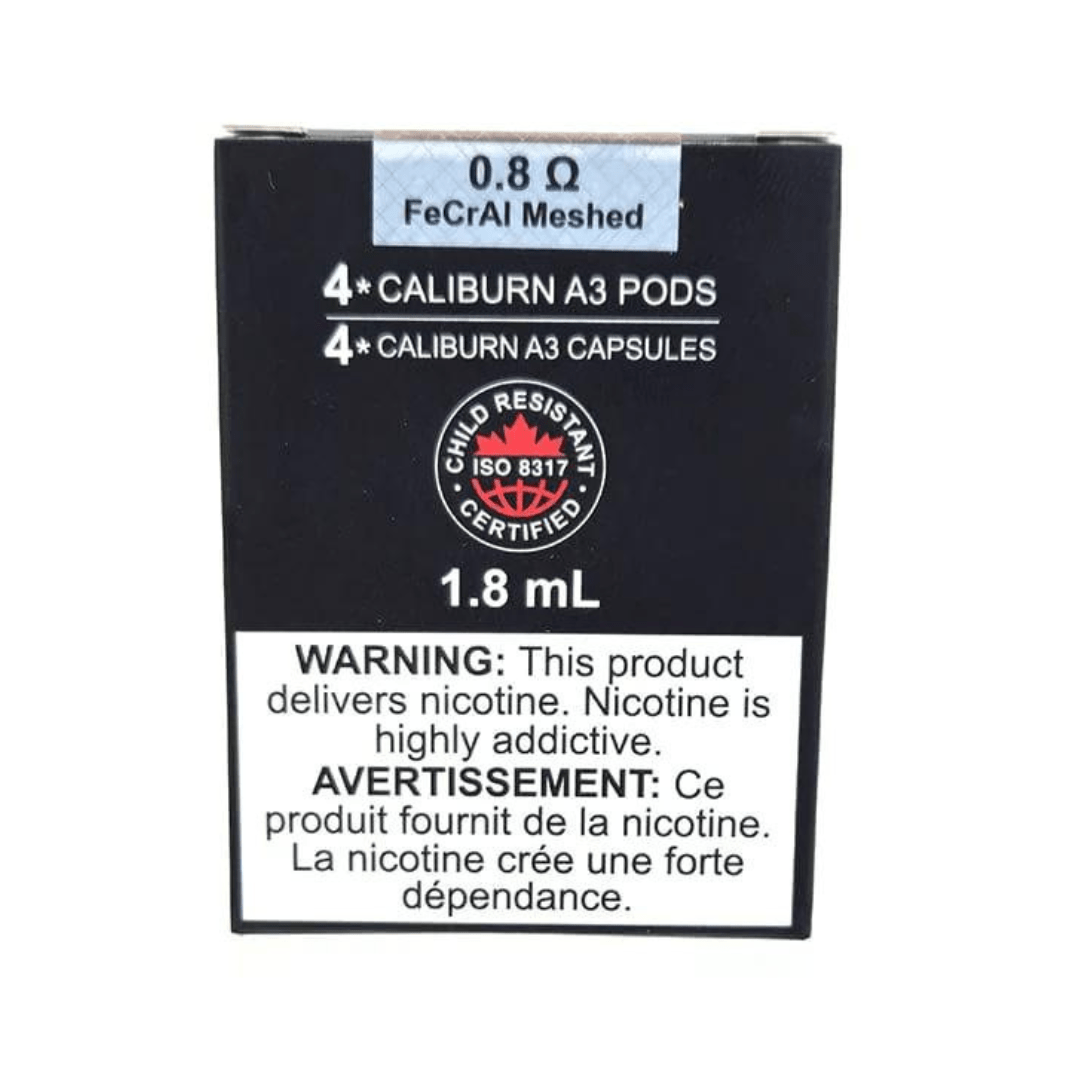 0.8 Ω
FeCrAl Meshed
4* CALIBURN A3 PODS
4* CALIBURN A3 CAPSULES
CHILD RESISTANT
ISO 8317
• CERTIFIED •
1.8 mL
WARNING: This product
delivers nicotine. Nicotine is
highly addictive.
AVERTISSEMENT: Ce
produit fournit de la nicotine.
La nicotine crée une forte
dépendance.